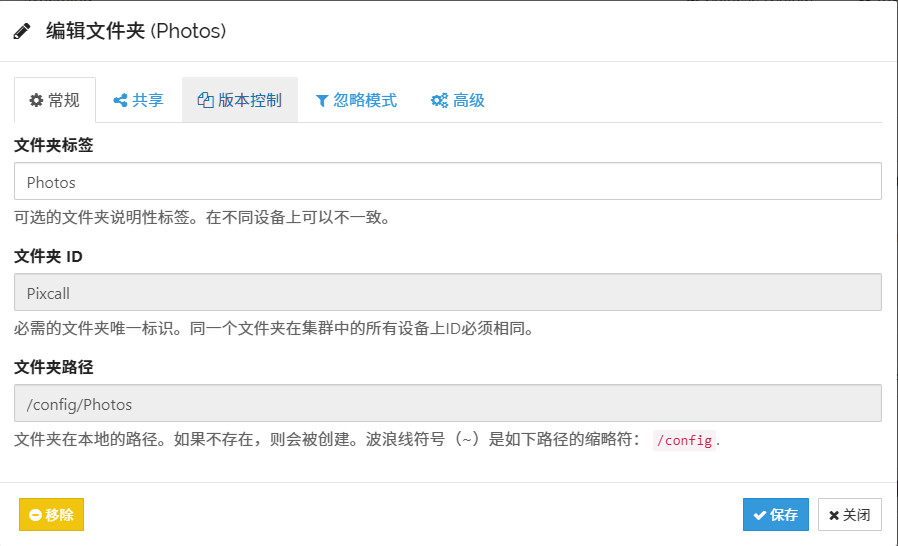 编辑文件夹 (Photos)
常规 共享 版本控制 忽略模式 高级
文件夹标签
Photos
可选的文件夹说明性标签。在不同设备上可以不一致。
文件夹 ID
Pixcall
必需的文件夹唯一标识。同一个文件夹在集群中的所有设备上ID必须相同。
文件夹路径
/config/Photos
文件夹在本地的路径。如果不存在，则会被创建。波浪线符号（~）是如下路径的缩略符： /config.
移除 保存 关闭